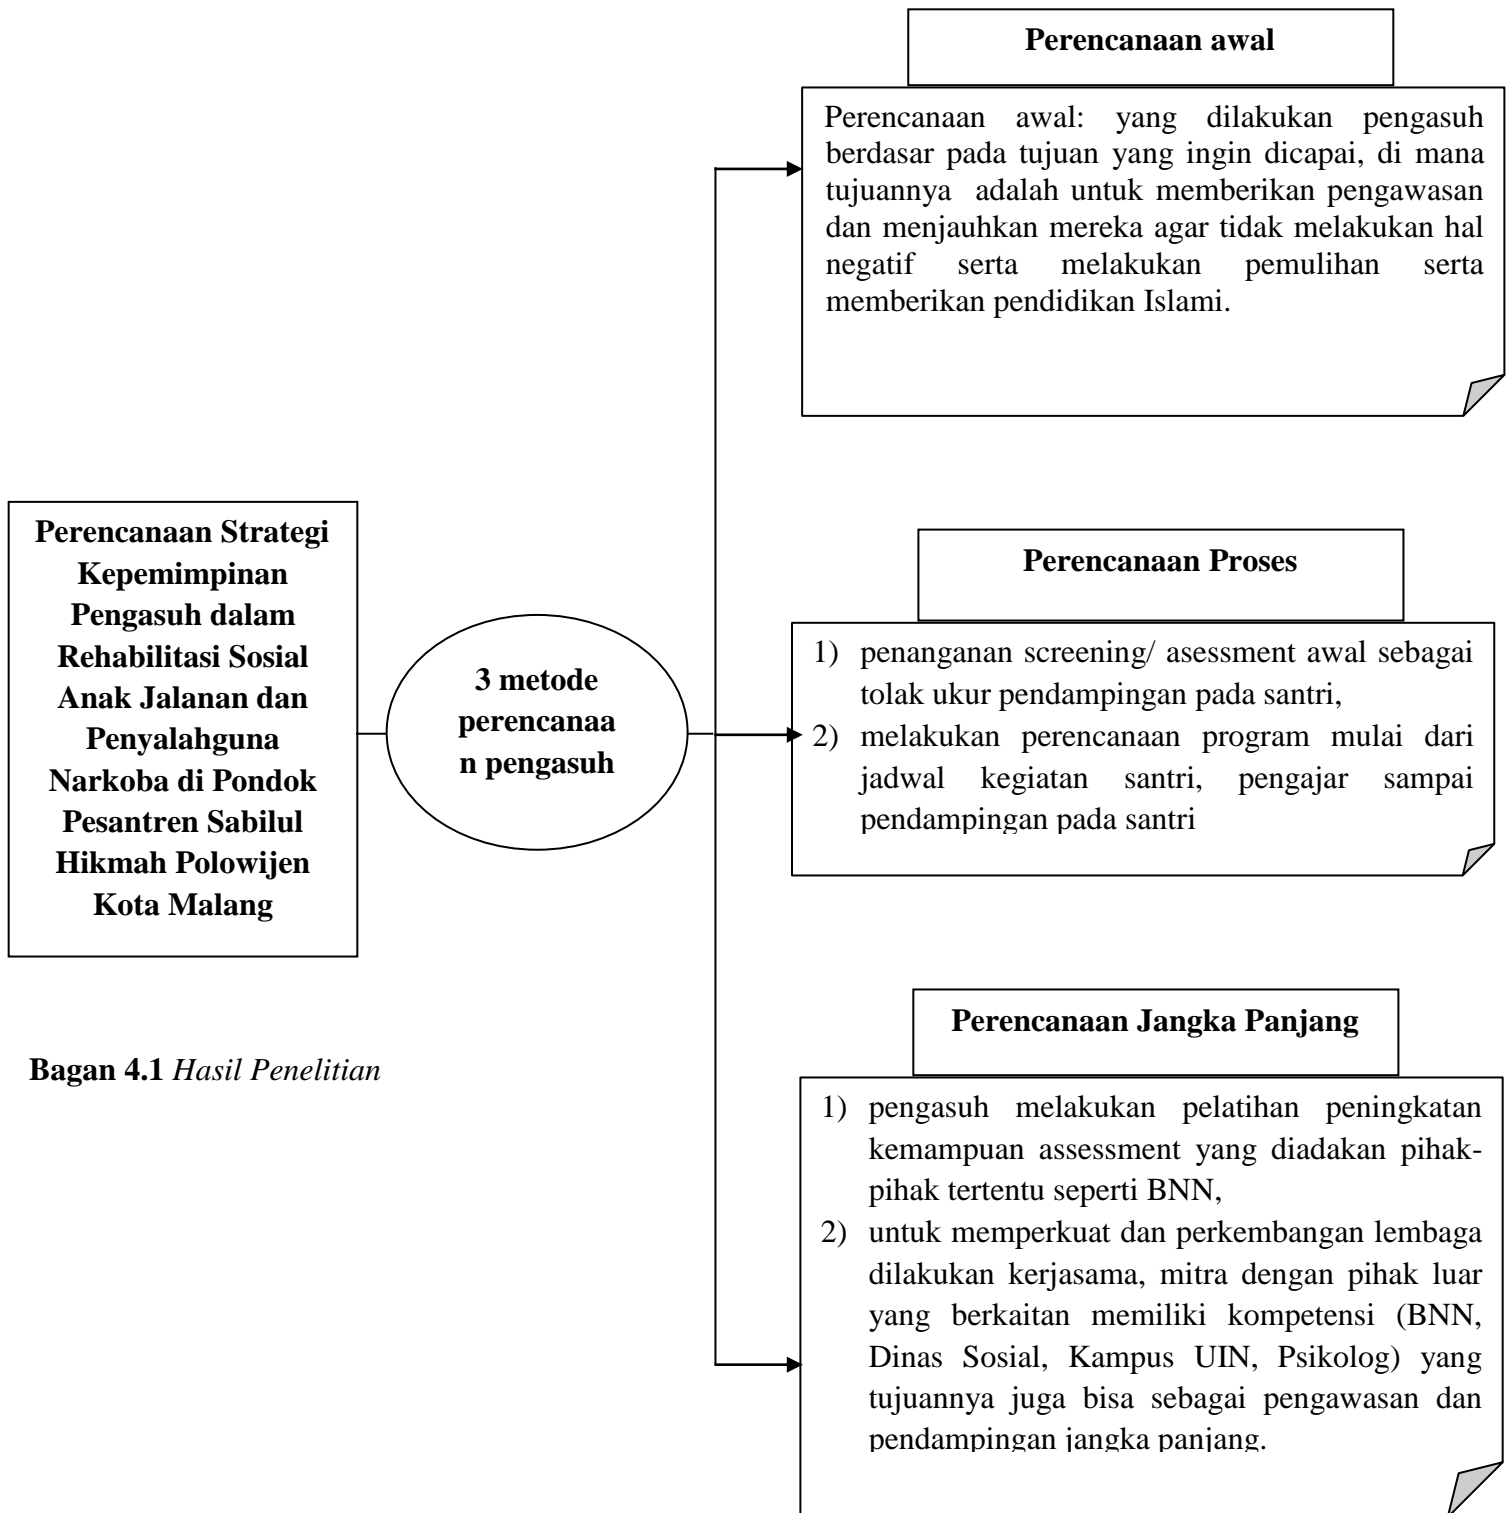 Perencanaan awal
Perencanaan awal: yang dilakukan pengasuh
berdasar pada tujuan yang ingin dicapai, di mana
tujuannya adalah untuk memberikan pengawasan
dan menjauhkan mereka agar tidak melakukan hal
negatif serta melakukan pemulihan serta
memberikan pendidikan Islami.
Perencanaan Strategi
Kepemimpinan
Pengasuh dalam
Rehabilitasi Sosial
Anak Jalanan dan
Penyalahguna
Narkoba di Pondok
Pesantren Sabilul
Hikmah Polowijen
Kota Malang
3 metode
perencanaa
n pengasuh
Perencanaan Proses
1) penanganan screening/ asessment awal sebagai
tolak ukur pendampingan pada santri,
2) melakukan perencanaan program mulai dari
jadwal kegiatan santri, pengajar sampai
pendampingan pada santri
Perencanaan Jangka Panjang
1) pengasuh melakukan pelatihan peningkatan
kemampuan assessment yang diadakan pihak-
pihak tertentu seperti BNN,
2) untuk memperkuat dan perkembangan lembaga
dilakukan kerjasama, mitra dengan pihak luar
yang berkaitan memiliki kompetensi (BNN,
Dinas Sosial, Kampus UIN, Psikolog) yang
tujuannya juga bisa sebagai pengawasan dan
pendampingan jangka panjang.
Bagan 4.1 Hasil Penelitian